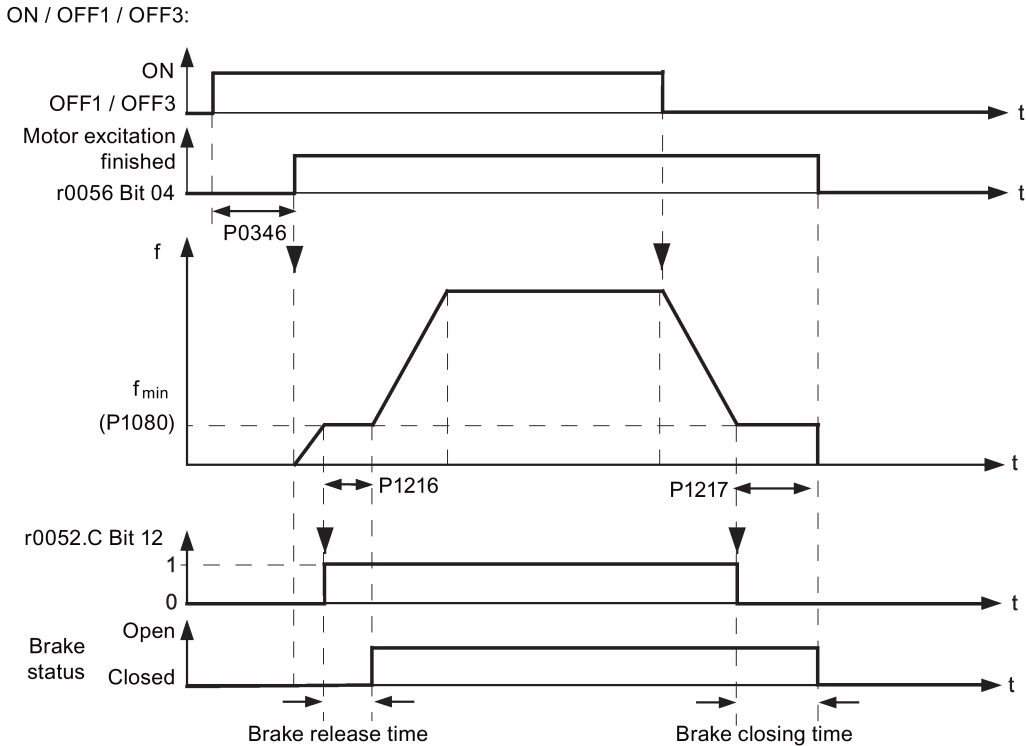 ON / OFF1 / OFF3:
ON
OFF1 / OFF3
t
Motor excitation
finished
r0056 Bit 04
t
P0346
f
fmin
(P1080)
t
P1216
P1217
r0052.C Bit 12
1
0
t
Open
Brake
status
Closed
t
Brake release time
Brake closing time